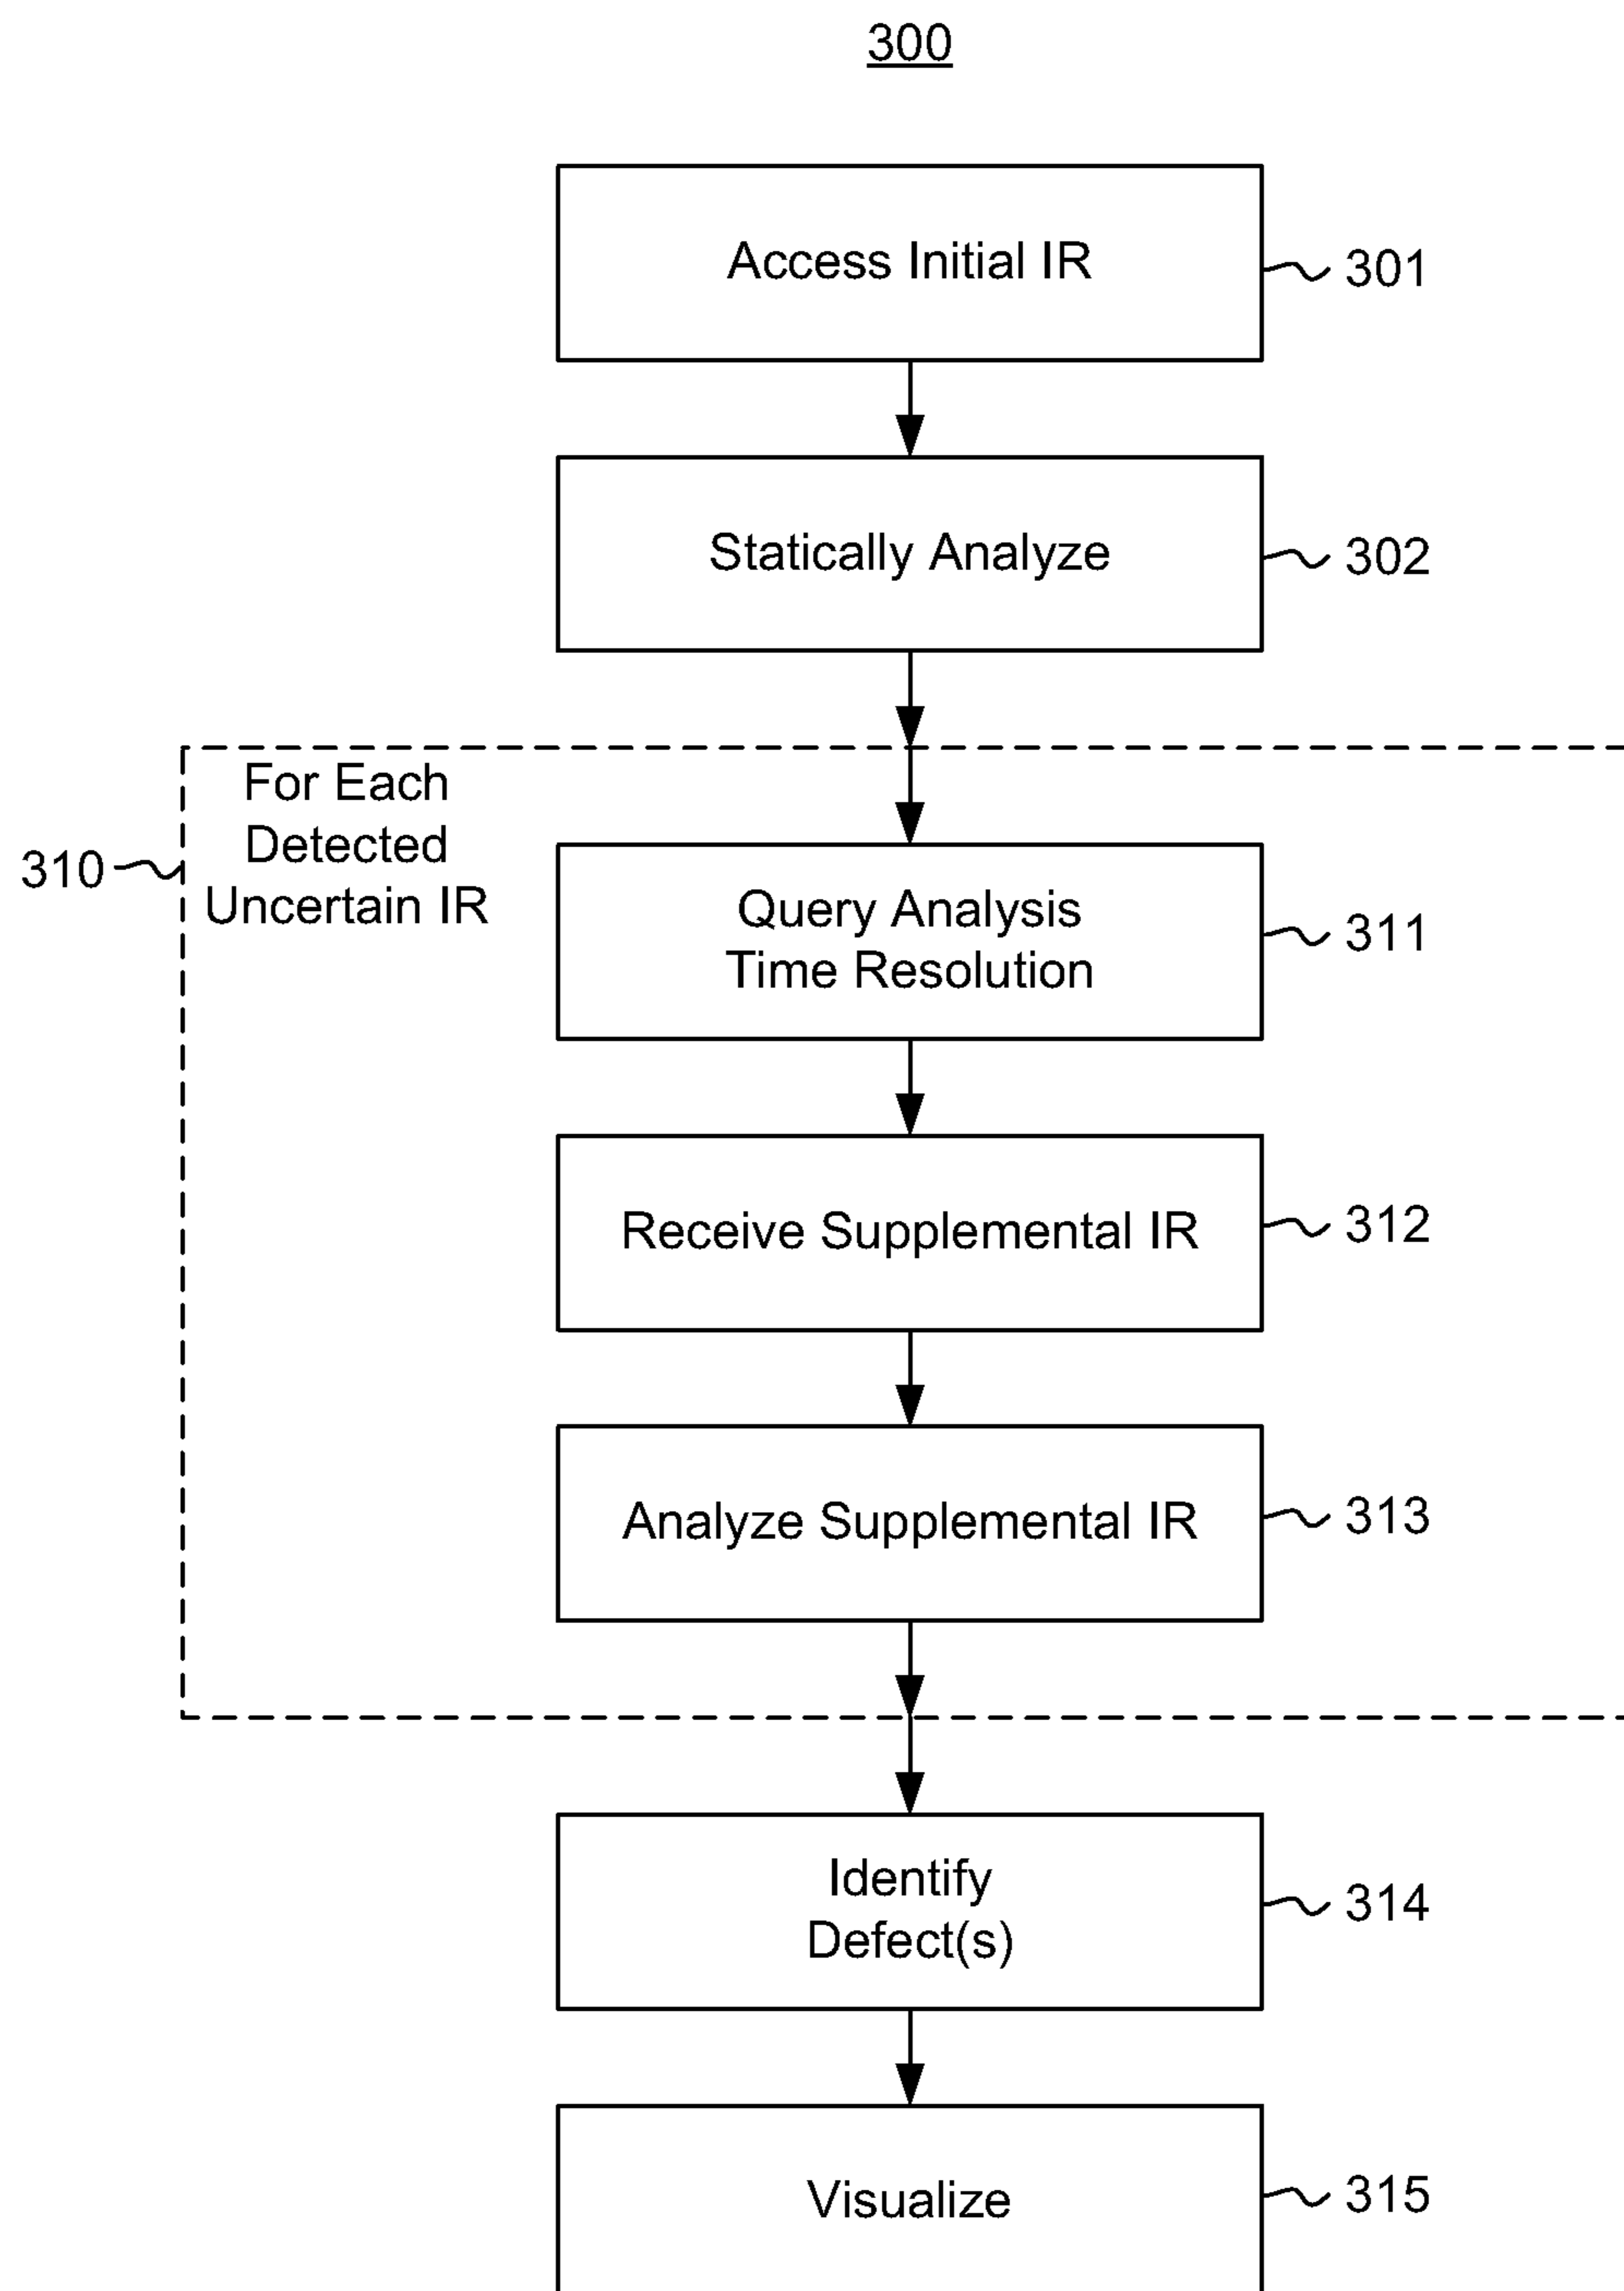 300
Access Initial IR
301
Statically Analyze
302
For Each
Detected
Uncertain IR
310
Query Analysis
Time Resolution
311
Receive Supplemental IR
312
Analyze Supplemental IR
313
Identify
Defect(s)
314
Visualize
315